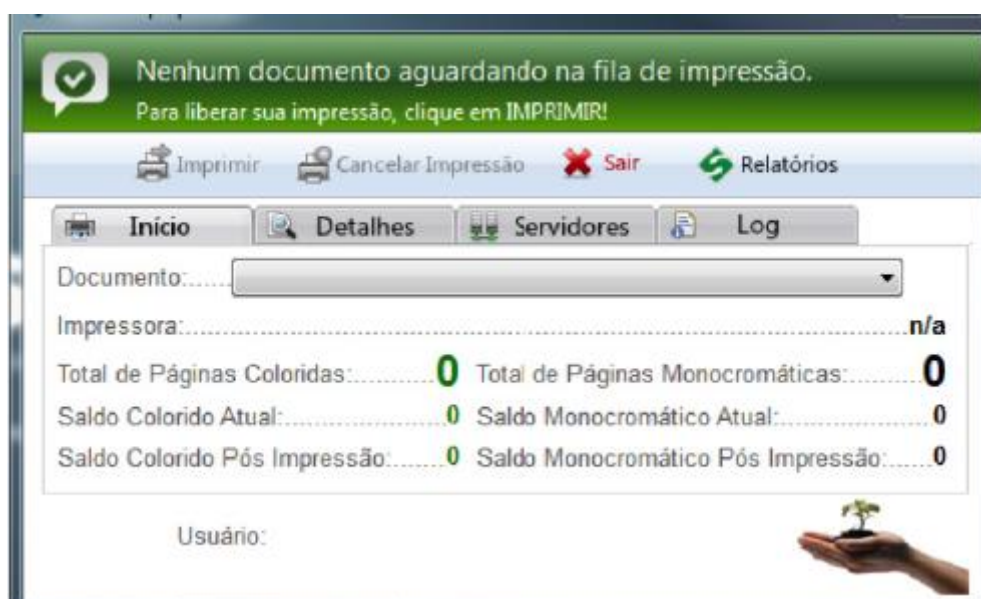 Nenhum documento aguardando na fila de impressão.
Para liberar sua impressão, clique em IMPRIMIR!
Imprimir Cancelar Impressão Sair Relatórios
Início Detalhes Servidores Log
Documento:......
Impressora:.......n/a
Total de Páginas Coloridas:..........0 Total de Páginas Monocromáticas:.......0
Saldo Colorido Atual:...................0 Saldo Monocromático Atual:...............0
Saldo Colorido Pós Impressão:.......0 Saldo Monocromático Pós Impressão:......0
Usuário: